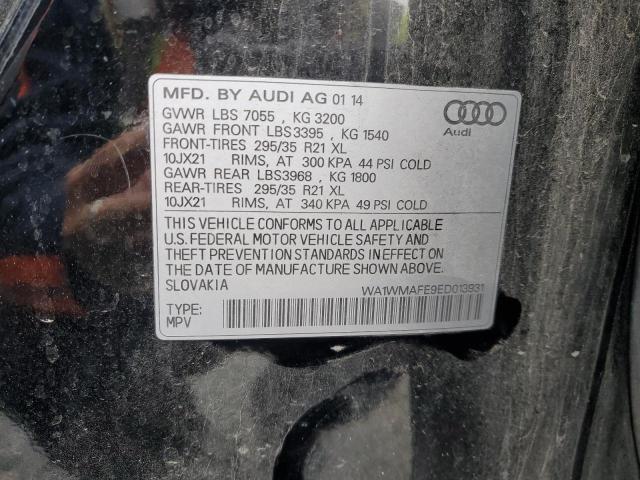 MFD. BY AUDI AG 01 14
GVWR LBS 7055 , KG 3200
GAWR FRONT LBS3395 , KG 1540
FRONT-TIRES 295/35 R21 XL
10JX21 RIMS, AT 300 KPA 44 PSI COLD
GAWR REAR LBS3968 , KG 1800
REAR-TIRES 295/35 R21 XL
10JX21 RIMS, AT 340 KPA 49 PSI COLD
Audi
THIS VEHICLE CONFORMS TO ALL APPLICABLE
U.S. FEDERAL MOTOR VEHICLE SAFETY AND
THEFT PREVENTION STANDARDS IN EFFECT ON
THE DATE OF MANUFACTURE SHOWN ABOVE.
SLOVAKIA
WA1WMAFE9ED013931
TYPE:
MPV